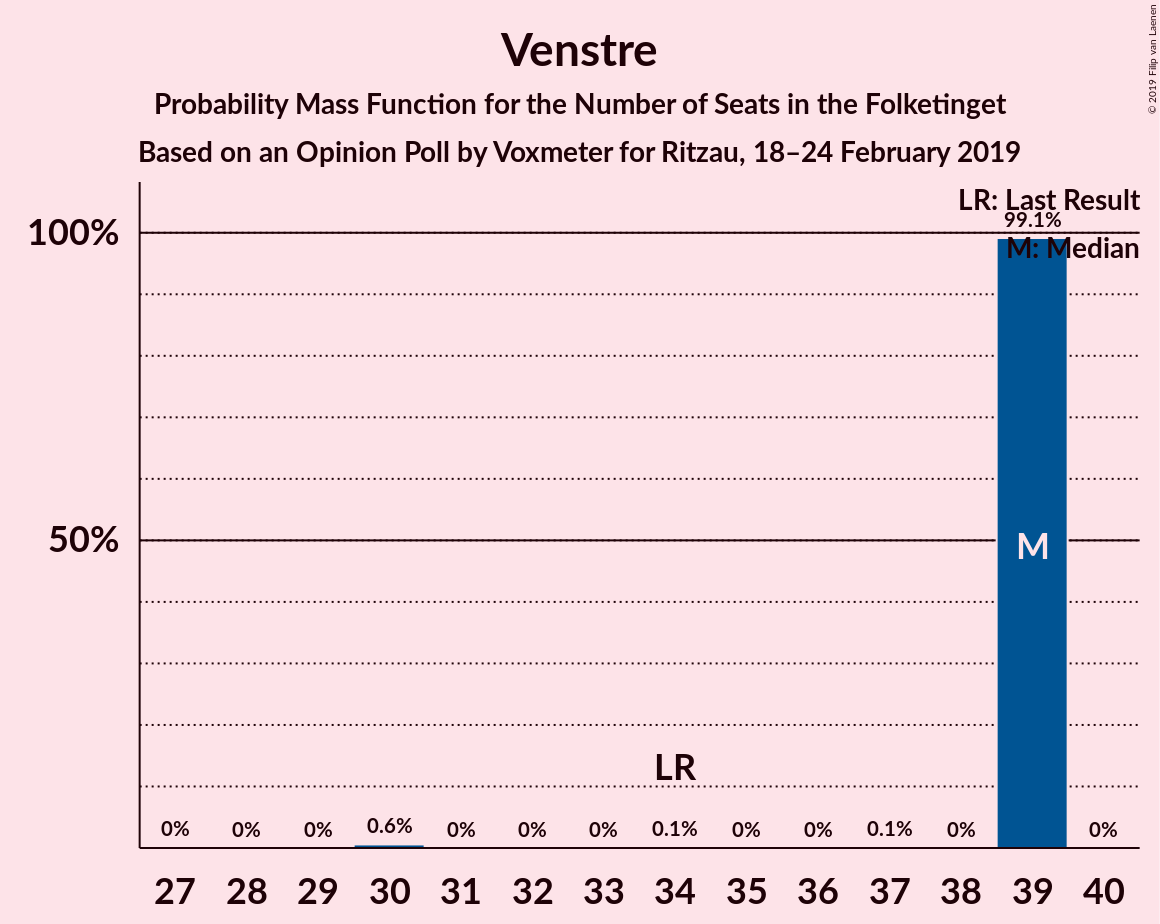 Venstre
Probability Mass Function for the Number of Seats in the Folketinget
Based on an Opinion Poll by Voxmeter for Ritzau, 18–24 February 2019
© 2019 Filip van Laenen
LR: Last Result
99.1%
100%
M: Median
50%
M
LR
0% 0% 0% 0.6% 0% 0% 0% 0.1% 0% 0% 0.1% 0% 0%
27 28 29 30 31 32 33 34 35 36 37 38 39 40